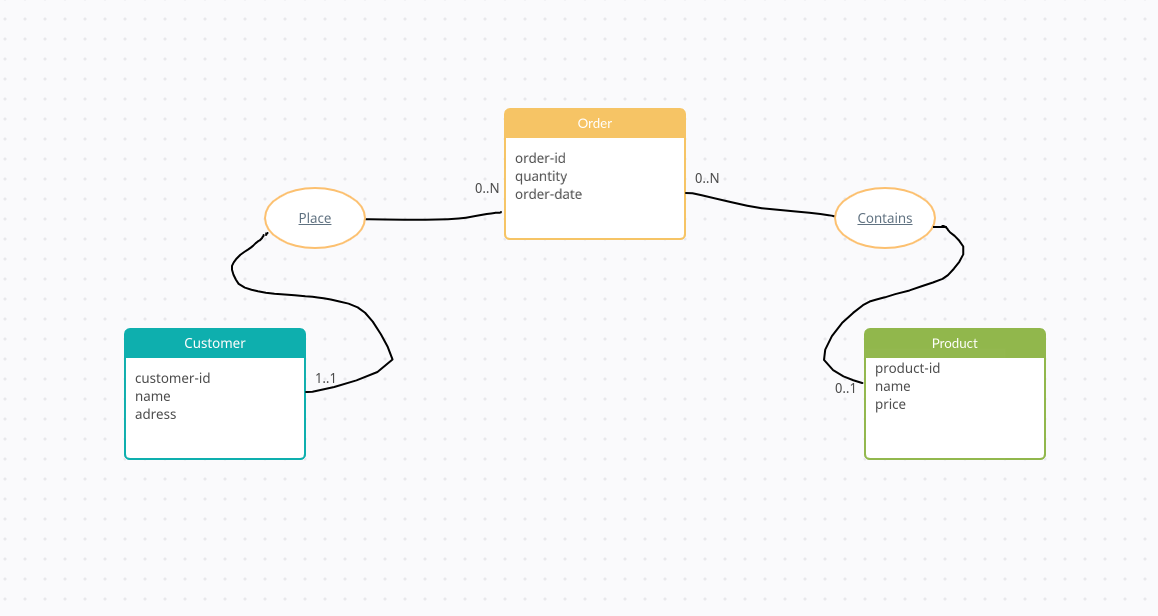 Order
order-id
quantity
order-date
0..N
0..N
Place
Contains
Customer
customer-id
name
adress
1..1
Product
product-id
name
price
0..1